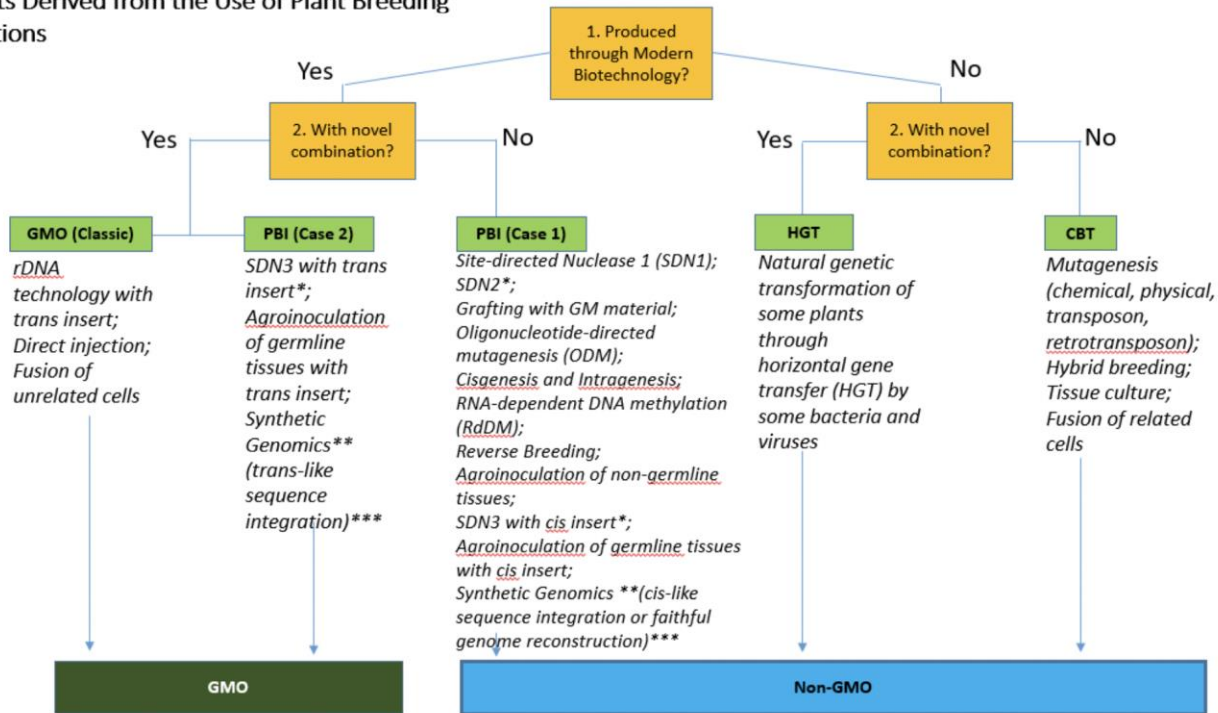 ts Derived from the Use of Plant Breeding
tions
1. Produced
through Modern
Biotechnology?
Yes
No
2. With novel
combination?
Yes
No
2. With novel
combination?
Yes
No
GMO (Classic)
rDNA
technology with
trans insert;
Direct injection;
Fusion of
unrelated cells
PBI (Case 2)
SDN3 with trans
insert*;
Agroinoculation
of germline
tissues with
trans insert;
Synthetic
Genomics**
(trans-like
sequence
integration)***
PBI (Case 1)
Site-directed Nuclease 1 (SDN1);
SDN2*;
Grafting with GM material;
Oligonucleotide-directed
mutagenesis (ODM);
Cisgenesis and Intragenesis;
RNA-dependent DNA methylation
(RdDM);
Reverse Breeding;
Agroinoculation of non-germline
tissues;
SDN3 with cis insert*;
Agroinoculation of germline tissues
with cis insert;
Synthetic Genomics **(cis-like
sequence integration or faithful
genome reconstruction)***
HGT
Natural genetic
transformation of
some plants
through
horizontal gene
transfer (HGT) by
some bacteria and
viruses
CBT
Mutagenesis
(chemical, physical,
transposon,
retrotransposon);
Hybrid breeding;
Tissue culture;
Fusion of related
cells
GMO
Non-GMO